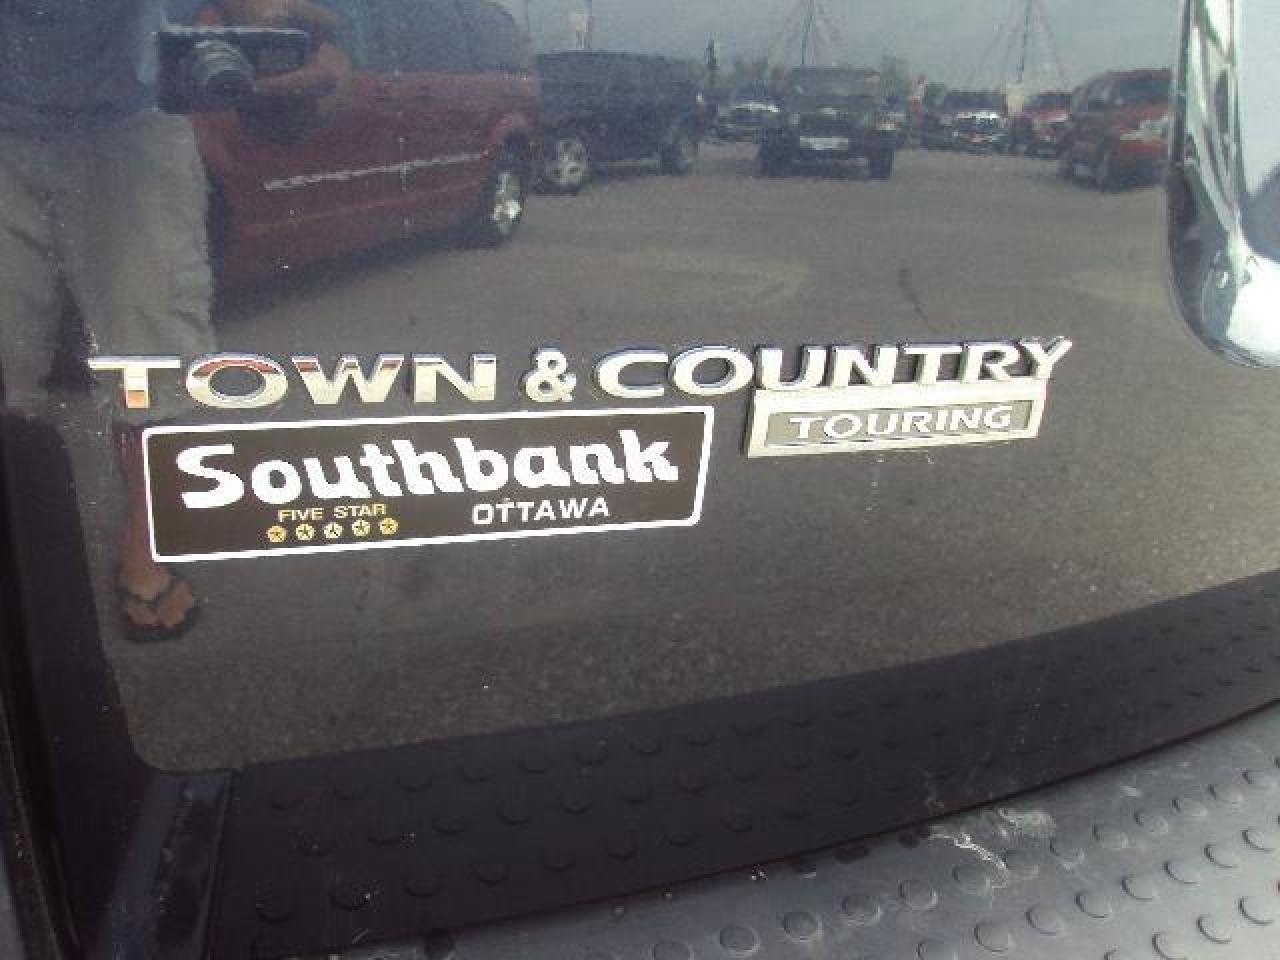 TOWN & COUNTRY
TOURING
Southbank
FIVE STAR
OTTAWA